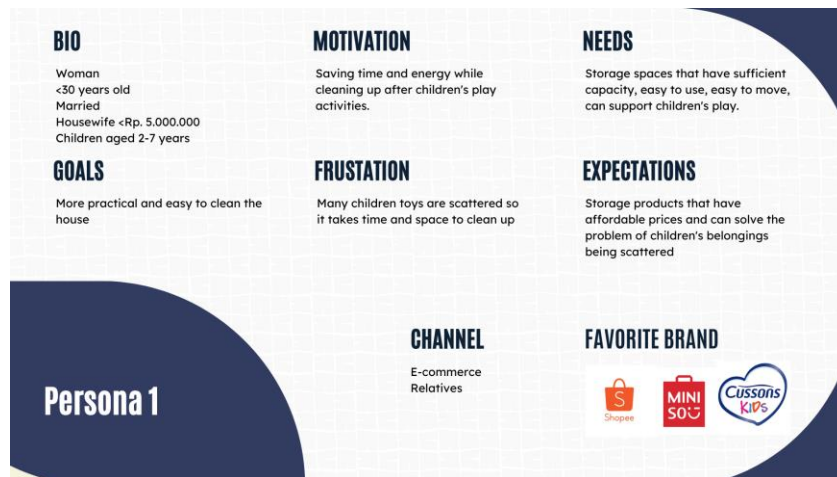 BIO
Woman
<30 years old
Married
Housewife <Rp. 5.000.000
Children aged 2-7 years
MOTIVATION
Saving time and energy while
cleaning up after children's play
activities.
NEEDS
Storage spaces that have sufficient
capacity, easy to use, easy to move,
can support children's play.
GOALS
More practical and easy to clean the
house
FRUSTATION
Many children toys are scattered so
it takes time and space to clean up
EXPECTATIONS
Storage products that have
affordable prices and can solve the
problem of children's belongings
being scattered
Persona 1
CHANNEL
E-commerce
Relatives
FAVORITE BRAND
S
Shopee
MINI
SO
Cussons
KIDS